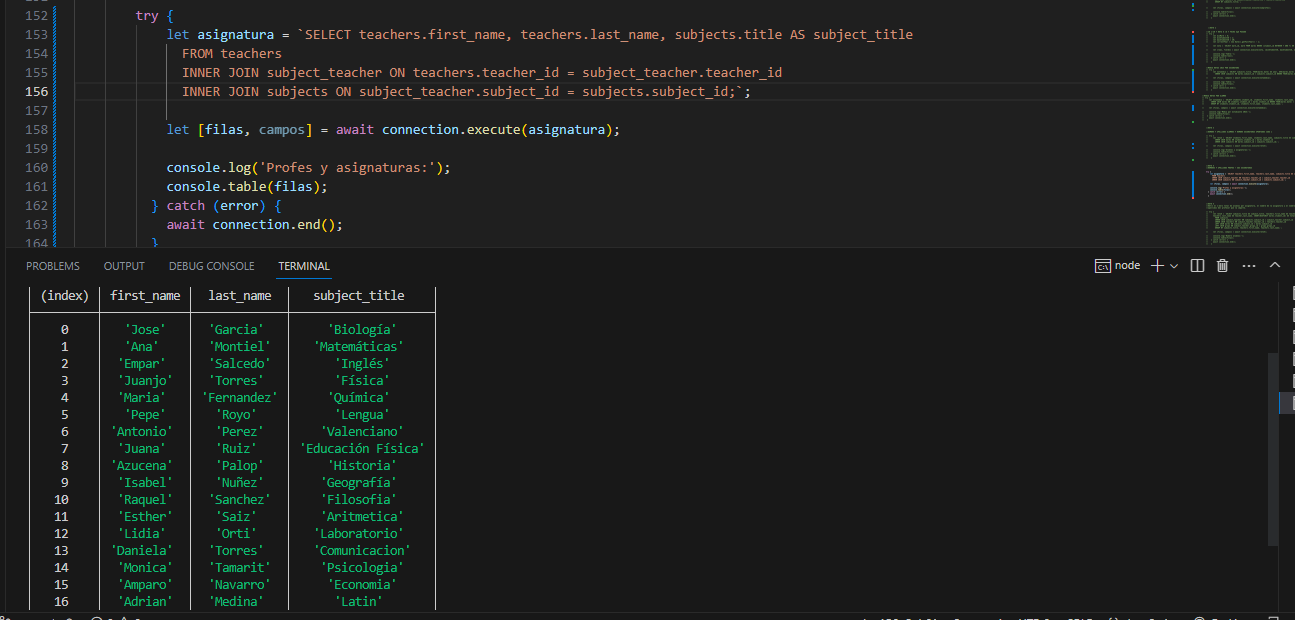 152 try {
153 let asignatura = `SELECT teachers.first_name, teachers.last_name, subjects.title AS subject_title
154 FROM teachers
155 INNER JOIN subject_teacher ON teachers.teacher_id = subject_teacher.teacher_id
156 INNER JOIN subjects ON subject_teacher.subject_id = subjects.subject_id;`;
157
158 let [filas, campos] = await connection.execute(asignatura);
159
160 console.log('Profes y asignaturas:');
161 console.table(filas);
162 } catch (error) {
163 await connection.end();
164 }
PROBLEMS OUTPUT DEBUG CONSOLE TERMINAL node
(index) first_name last_name subject_title
0 'Jose' 'Garcia' 'Biología'
1 'Ana' 'Montiel' 'Matemáticas'
2 'Empar' 'Salcedo' 'Inglés'
3 'Juanjo' 'Torres' 'Física'
4 'Maria' 'Fernandez' 'Química'
5 'Pepe' 'Royo' 'Lengua'
6 'Antonio' 'Perez' 'Valenciano'
7 'Juana' 'Ruiz' 'Educación Física'
8 'Azucena' 'Palop' 'Historia'
9 'Isabel' 'Nuñez' 'Geografía'
10 'Raquel' 'Sanchez' 'Filosofia'
11 'Esther' 'Saiz' 'Aritmetica'
12 'Lidia' 'Orti' 'Laboratorio'
13 'Daniela' 'Torres' 'Comunicacion'
14 'Monica' 'Tamarit' 'Psicologia'
15 'Amparo' 'Navarro' 'Economia'
16 'Adrian' 'Medina' 'Latin'